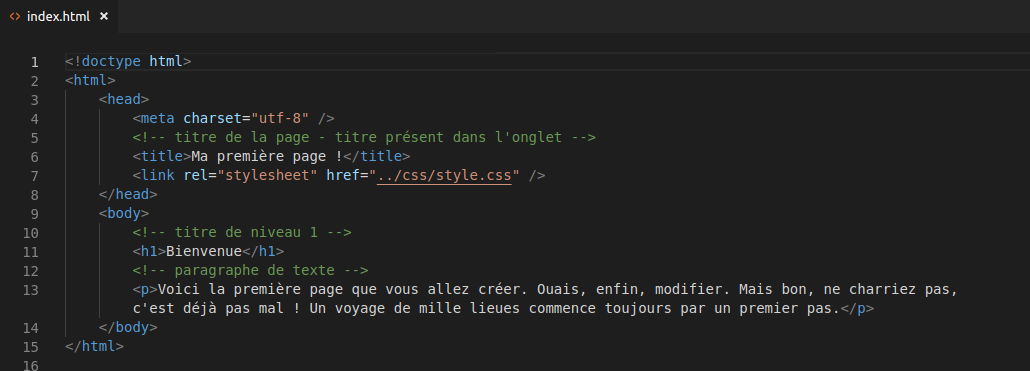 <> index.html ×
1 <!doctype html>
2 <html>
3 <head>
4 <meta charset="utf-8" />
5 <!-- titre de la page - titre présent dans l'onglet -->
6 <title>Ma première page !</title>
7 <link rel="stylesheet" href="../css/style.css" />
8 </head>
9 <body>
10 <!-- titre de niveau 1 -->
11 <h1>Bienvenue</h1>
12 <!-- paragraphe de texte -->
13 <p>Voici la première page que vous allez créer. Ouais, enfin, modifier. Mais bon, ne charriez pas,
c'est déjà pas mal ! Un voyage de mille lieues commence toujours par un premier pas.</p>
14 </body>
15 </html>
16